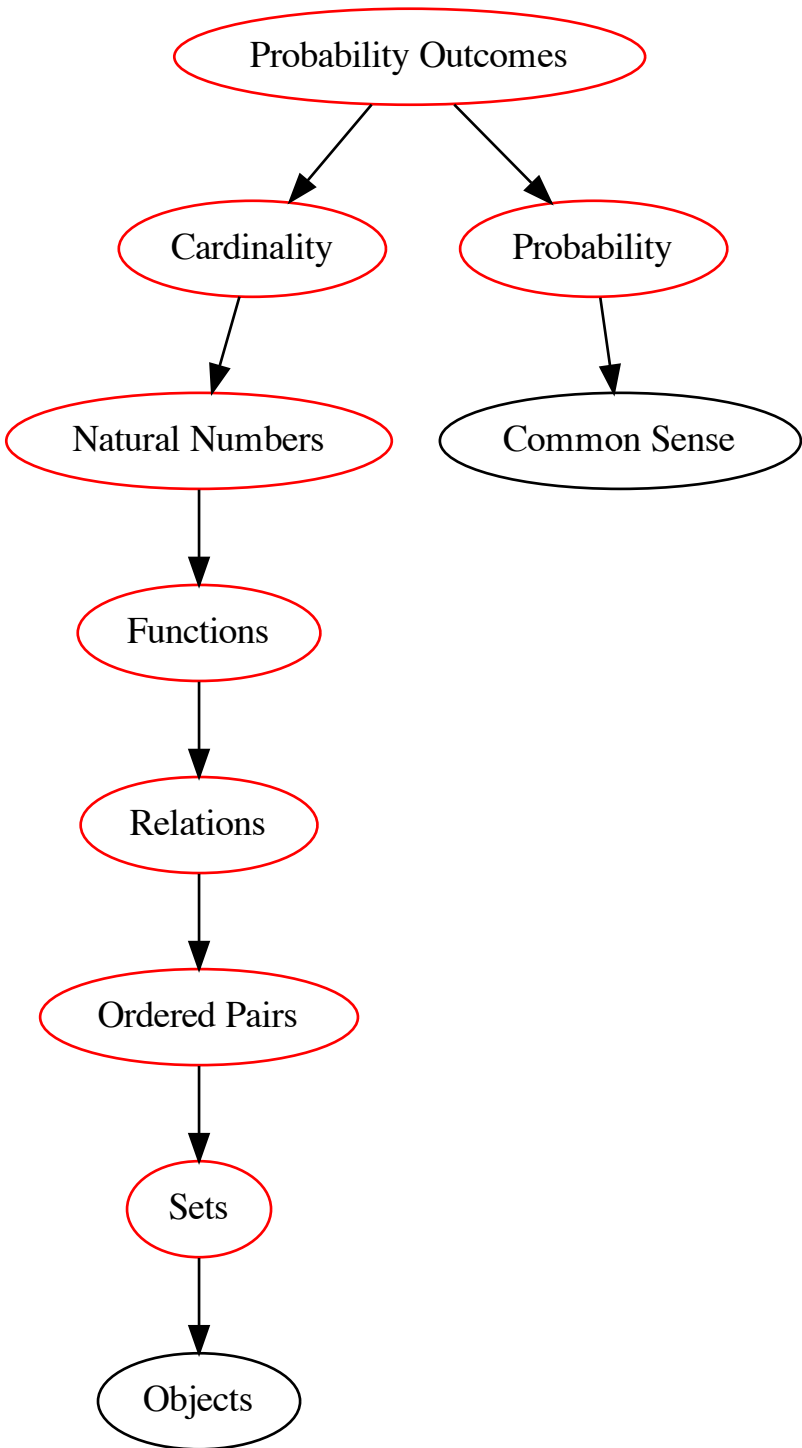 Probability Outcomes
Cardinality
Probability
Natural Numbers
Common Sense
Functions
Relations
Ordered Pairs
Sets
Objects